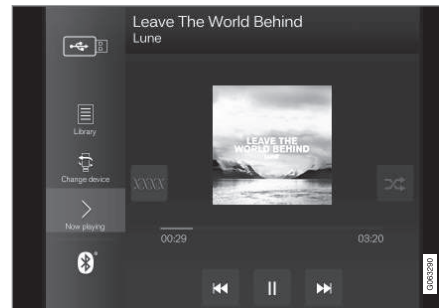 Leave The World Behind
Lune
Library
Change device
Now playing
LEAVE THE
WORLD BEHIND
LUNE
XXXX
00:29
03:20
G063290